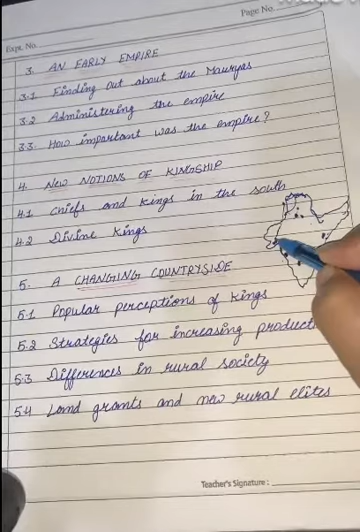 Page No.
Expt. No.
3. AN EARLY EMPIRE
3.1 Finding out about the Mauryas
3.2 Administering the empire
3.3 How important was the empire?
4. NEW NOTIONS OF KINGSHIP
4.1 Chiefs and kings in the south
4.2 Divine Kings
5. A CHANGING COUNTRYSIDE
5.1 Popular perceptions of kings
5.2 Strategies for increasing product
5.3 Differences in rural society
5.4 Land grants and new rural elites
Teacher's Signature :